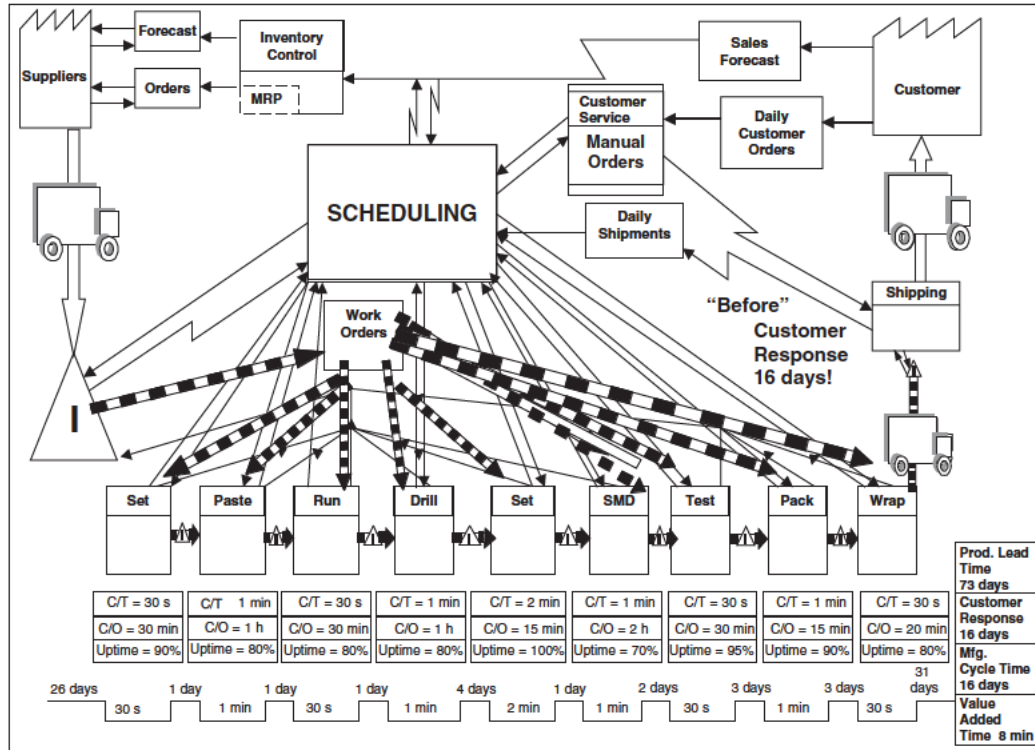 Suppliers
Forecast
Orders
Inventory
Control
MRP
Sales
Forecast
Customer
Customer
Service
Manual
Orders
Daily
Customer
Orders
SCHEDULING
Daily
Shipments
Shipping
"Before"
Customer
Response
16 days!
Work
Orders
I
Set
Paste
Run
Drill
Set
SMD
Test
Pack
Wrap
C/T = 30 s
C/O = 30 min
Uptime = 90%
C/T 1 min
C/O = 1 h
Uptime = 80%
C/T = 30 s
C/O = 30 min
Uptime = 80%
C/T = 1 min
C/O = 1 h
Uptime = 80%
C/T = 2 min
C/O = 15 min
Uptime = 100%
C/T = 1 min
C/O = 2 h
Uptime = 70%
C/T = 30 s
C/O = 30 min
Uptime = 95%
C/T = 1 min
C/O = 15 min
Uptime = 90%
C/T = 30 s
C/O = 20 min
Uptime = 80%
26 days
1 day
1 day
1 day
4 days
1 day
2 days
3 days
3 days
31
days
30 s
1 min
30 s
1 min
2 min
1 min
30 s
1 min
30 s
Prod. Lead
Time
73 days
Customer
Response
16 days
Mfg.
Cycle Time
16 days
Value
Added
Time 8 min